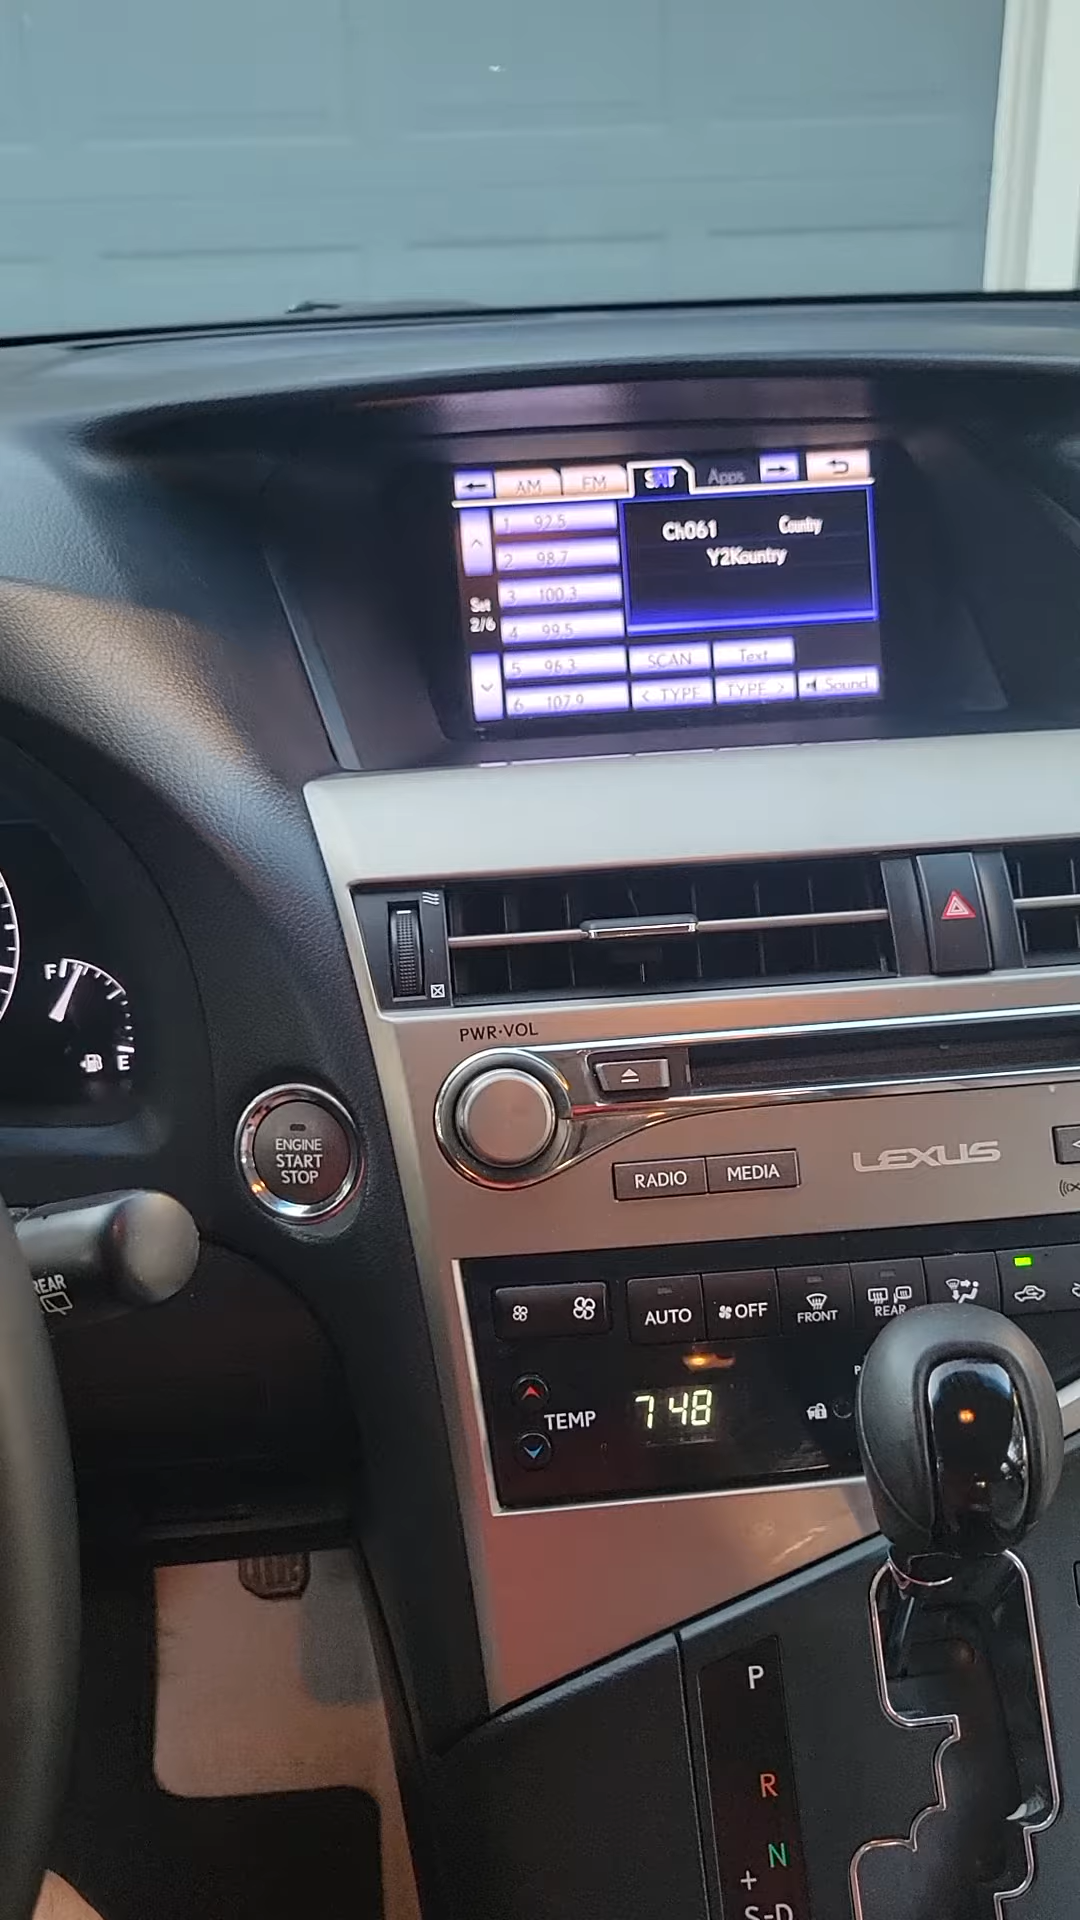 AM FM SAT Apps
1 92.5
2 98.7
3 100.3
4 99.5
5 96.3
6 107.9
Set
2/6
Ch061 Country
Y2Kountry
SCAN Text
< TYPE TYPE > Sound
F
E
PWR·VOL
ENGINE
START
STOP
RADIO MEDIA
LEXUS
REAR
AUTO OFF FRONT REAR
TEMP 7 48
P
R
N
+
S-D